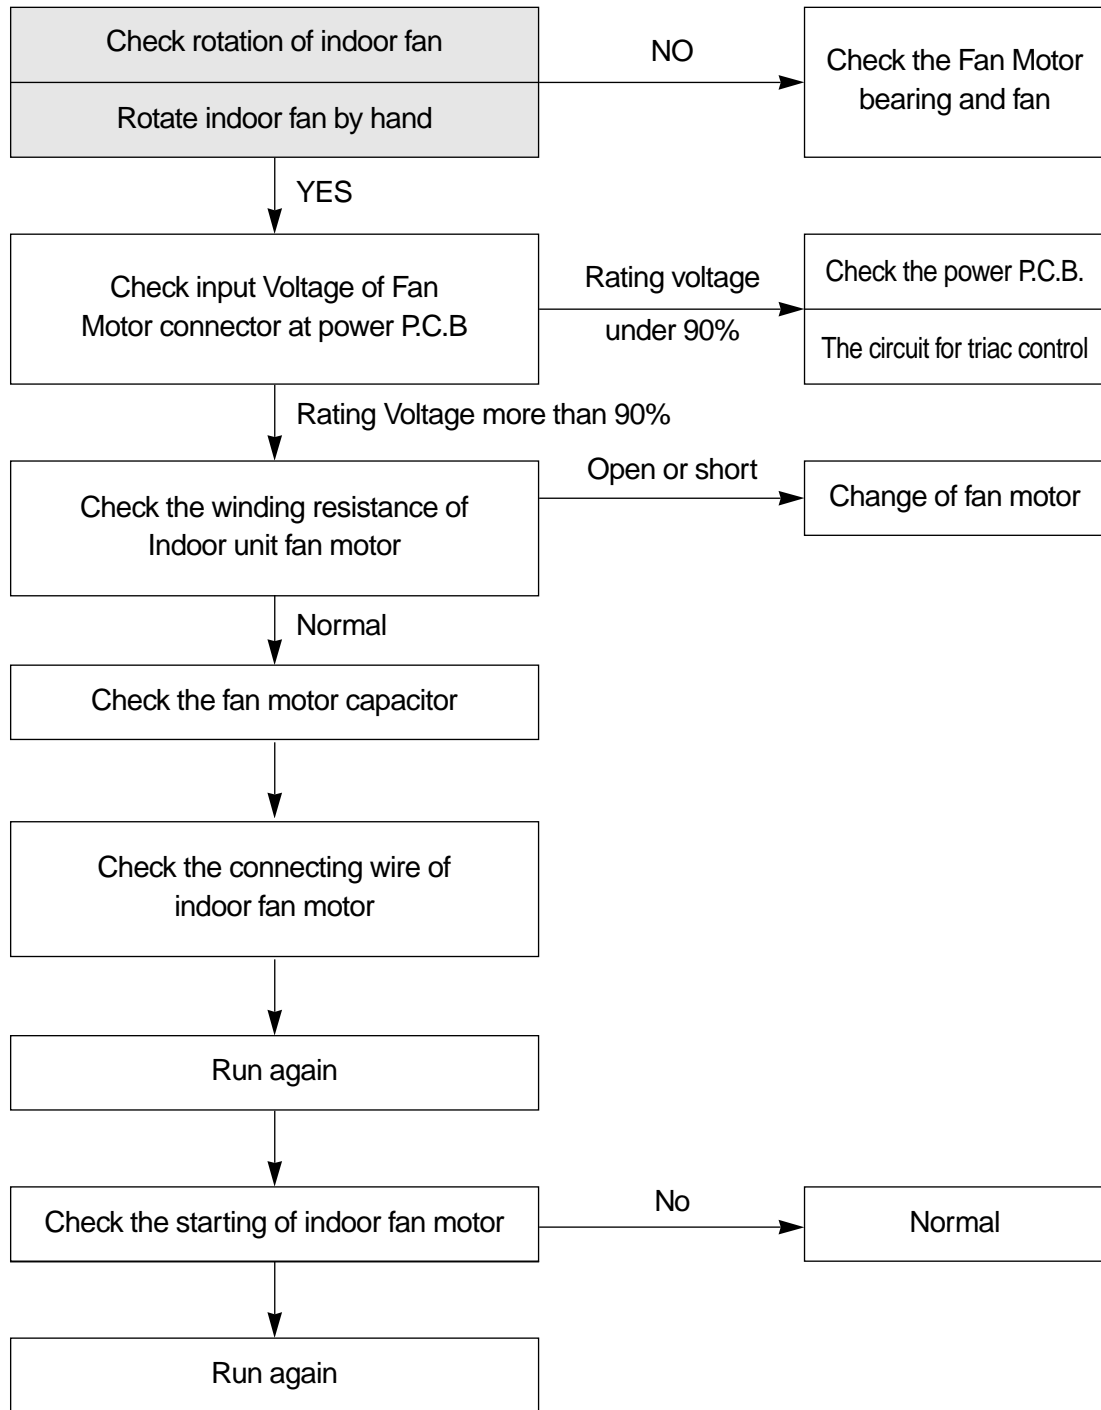 Check rotation of indoor fan
NO
Check the Fan Motor
bearing and fan
Rotate indoor fan by hand
YES
Check input Voltage of Fan
Motor connector at power P.C.B
Rating voltage
under 90%
Check the power P.C.B.
The circuit for triac control
Rating Voltage more than 90%
Check the winding resistance of
Indoor unit fan motor
Open or short
Change of fan motor
Normal
Check the fan motor capacitor
Check the connecting wire of
indoor fan motor
Run again
Check the starting of indoor fan motor
No
Normal
Run again